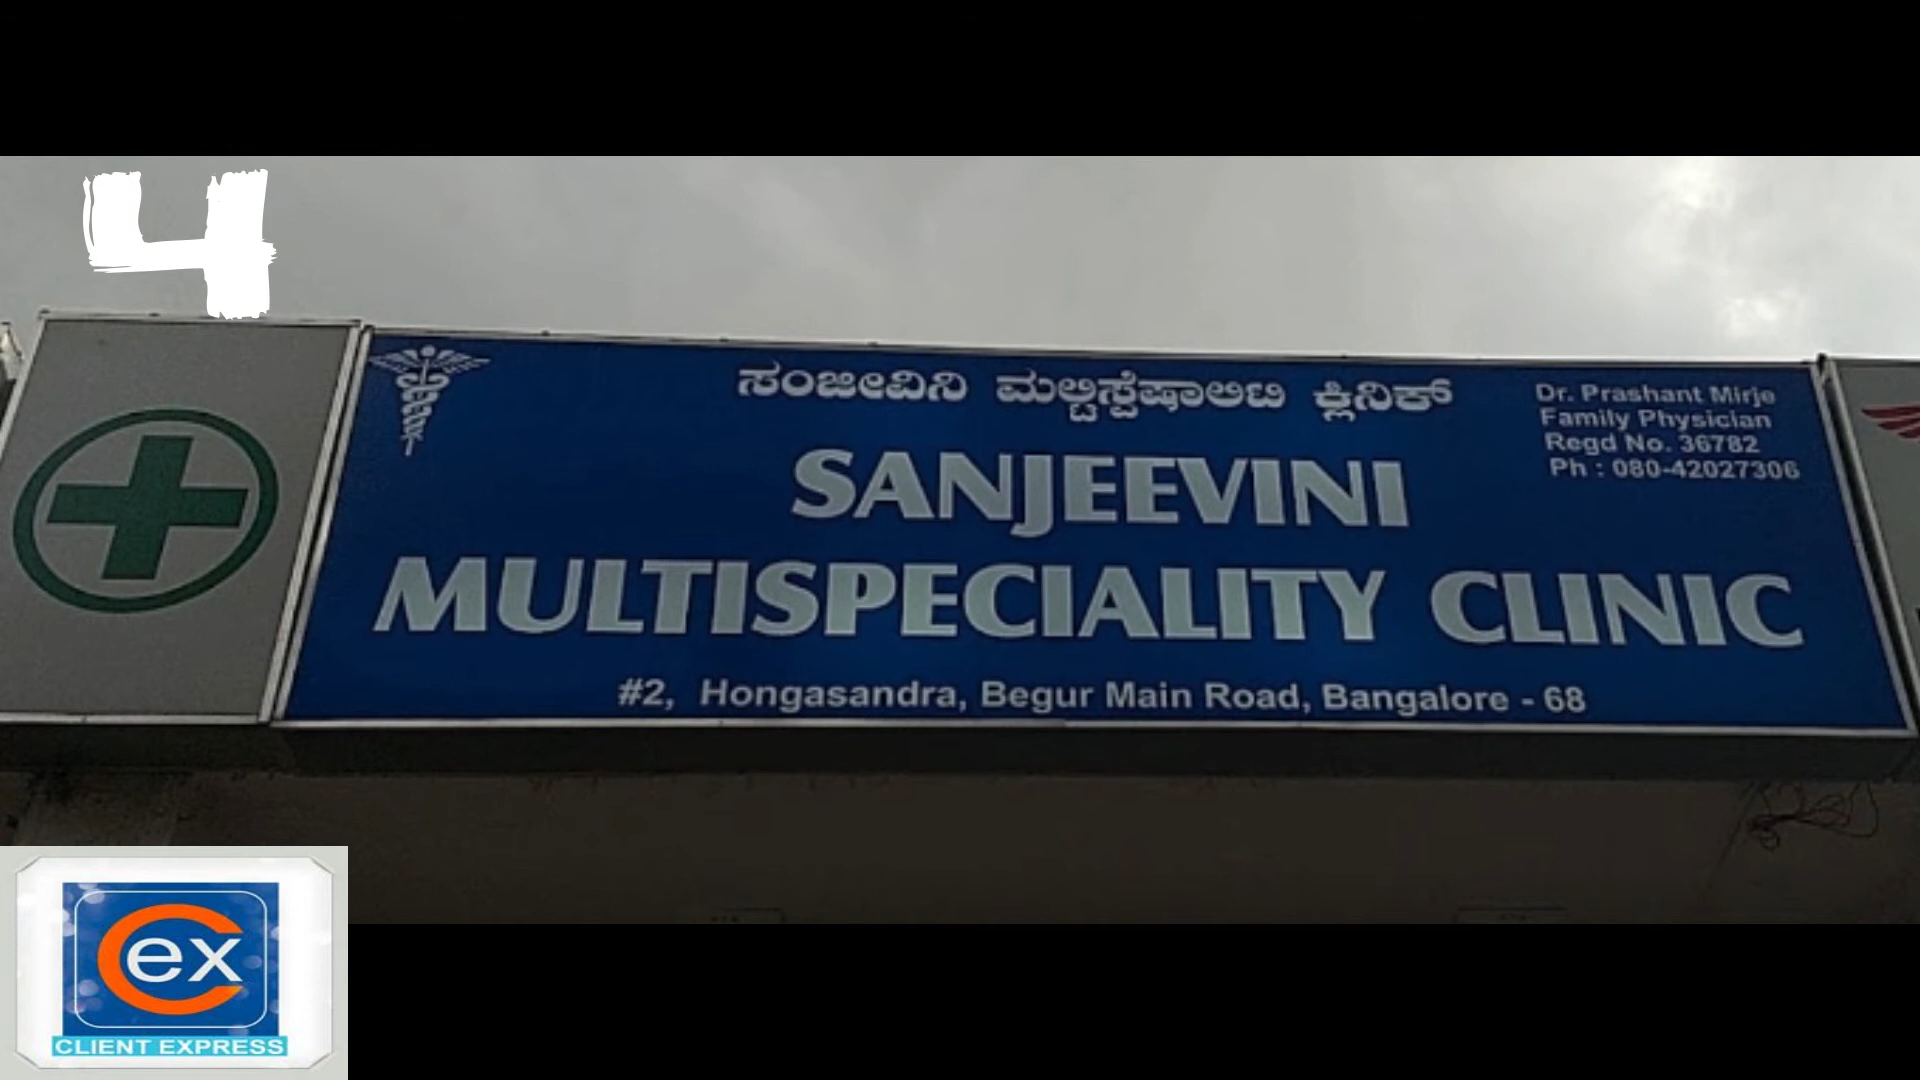 4
ಸಂಜೀವಿನಿ ಮಲ್ಟಿಸ್ಪೆಷಾಲಿಟಿ ಕ್ಲಿನಿಕ್
Dr. Prashant Mirje
Family Physician
Regd No. 36782
Ph : 080-42027306
SANJEEVINI
MULTISPECIALITY CLINIC
#2, Hongasandra, Begur Main Road, Bangalore - 68
Cex
CLIENT EXPRESS